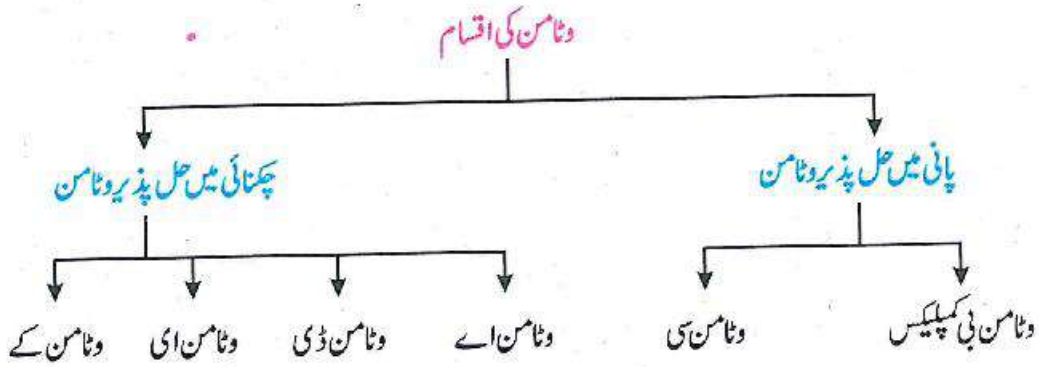 وٹامن کی اقسام
پانی میں حل پذیر وٹامن
چکنائی میں حل پذیر وٹامن
وٹامن بی کمپلیکس
وٹامن سی
وٹامن اے
وٹامن ڈی
وٹامن ای
وٹامن کے